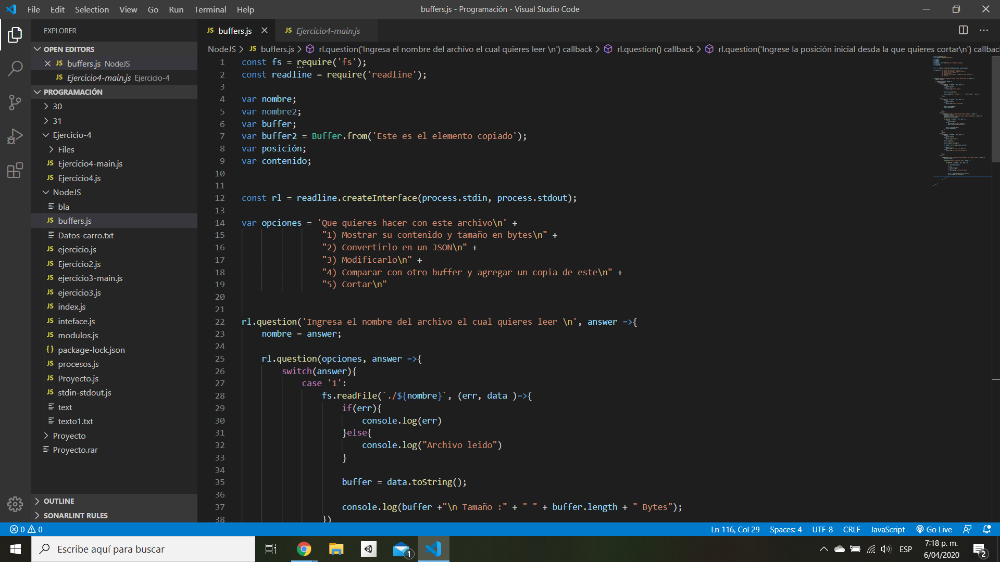 File Edit Selection View Go Run Terminal Help
buffers.js - Programación - Visual Studio Code
EXPLORER
OPEN EDITORS
buffers.js NodeJS
Ejercicio4-main.js Ejercicio-4
PROGRAMACIÓN
30
31
Ejercicio-4
Files
Ejercicio4-main.js
Ejercicio4.js
NodeJS
bla
buffers.js
Datos-carro.txt
ejercicio.js
Ejercicio2.js
ejercicio3-main.js
ejercicio3.js
index.js
inteface.js
modulos.js
package-lock.json
procesos.js
Proyecto.js
stdin-stdout.js
text
texto1.txt
Proyecto
Proyecto.rar
OUTLINE
SONARLINT RULES
JS buffers.js
JS Ejercicio4-main.js
NodeJS > JS buffers.js > rl.question('Ingresa el nombre del archivo el cual quieres leer \n') callback > rl.question() callback > rl.question('Ingrese la posición inicial desda la que quieres cortar\n') callbac
1 const fs = require('fs');
2 const readline = require('readline');
3
4 var nombre;
5 var nombre2;
6 var buffer;
7 var buffer2 = Buffer.from('Este es el elemento copiado');
8 var posición;
9 var contenido;
10
11
12 const rl = readline.createInterface(process.stdin, process.stdout);
13
14 var opciones = 'Que quieres hacer con este archivo\n' +
15 "1) Mostrar su contenido y tamaño en bytes\n" +
16 "2) Convertirlo en un JSON\n" +
17 "3) Modificarlo\n" +
18 "4) Comparar con otro buffer y agregar un copia de este\n" +
19 "5) Cortar\n"
20
21
22 rl.question('Ingresa el nombre del archivo el cual quieres leer \n', answer =>{
23 nombre = answer;
24
25 rl.question(opciones, answer =>{
26 switch(answer){
27 case '1':
28 fs.readFile(`./${nombre}`, (err, data )=>{
29 if(err){
30 console.log(err)
31 }else{
32 console.log("Archivo leido")
33 }
34
35 buffer = data.toString();
36
37 console.log(buffer +"\n Tamaño :" + " " + buffer.length + " Bytes");
38 })
0 0
Ln 116, Col 29 Spaces: 4 UTF-8 CRLF JavaScript Go Live
Escribe aquí para buscar
1
ESP
7:18 p. m.
6/04/2020
2